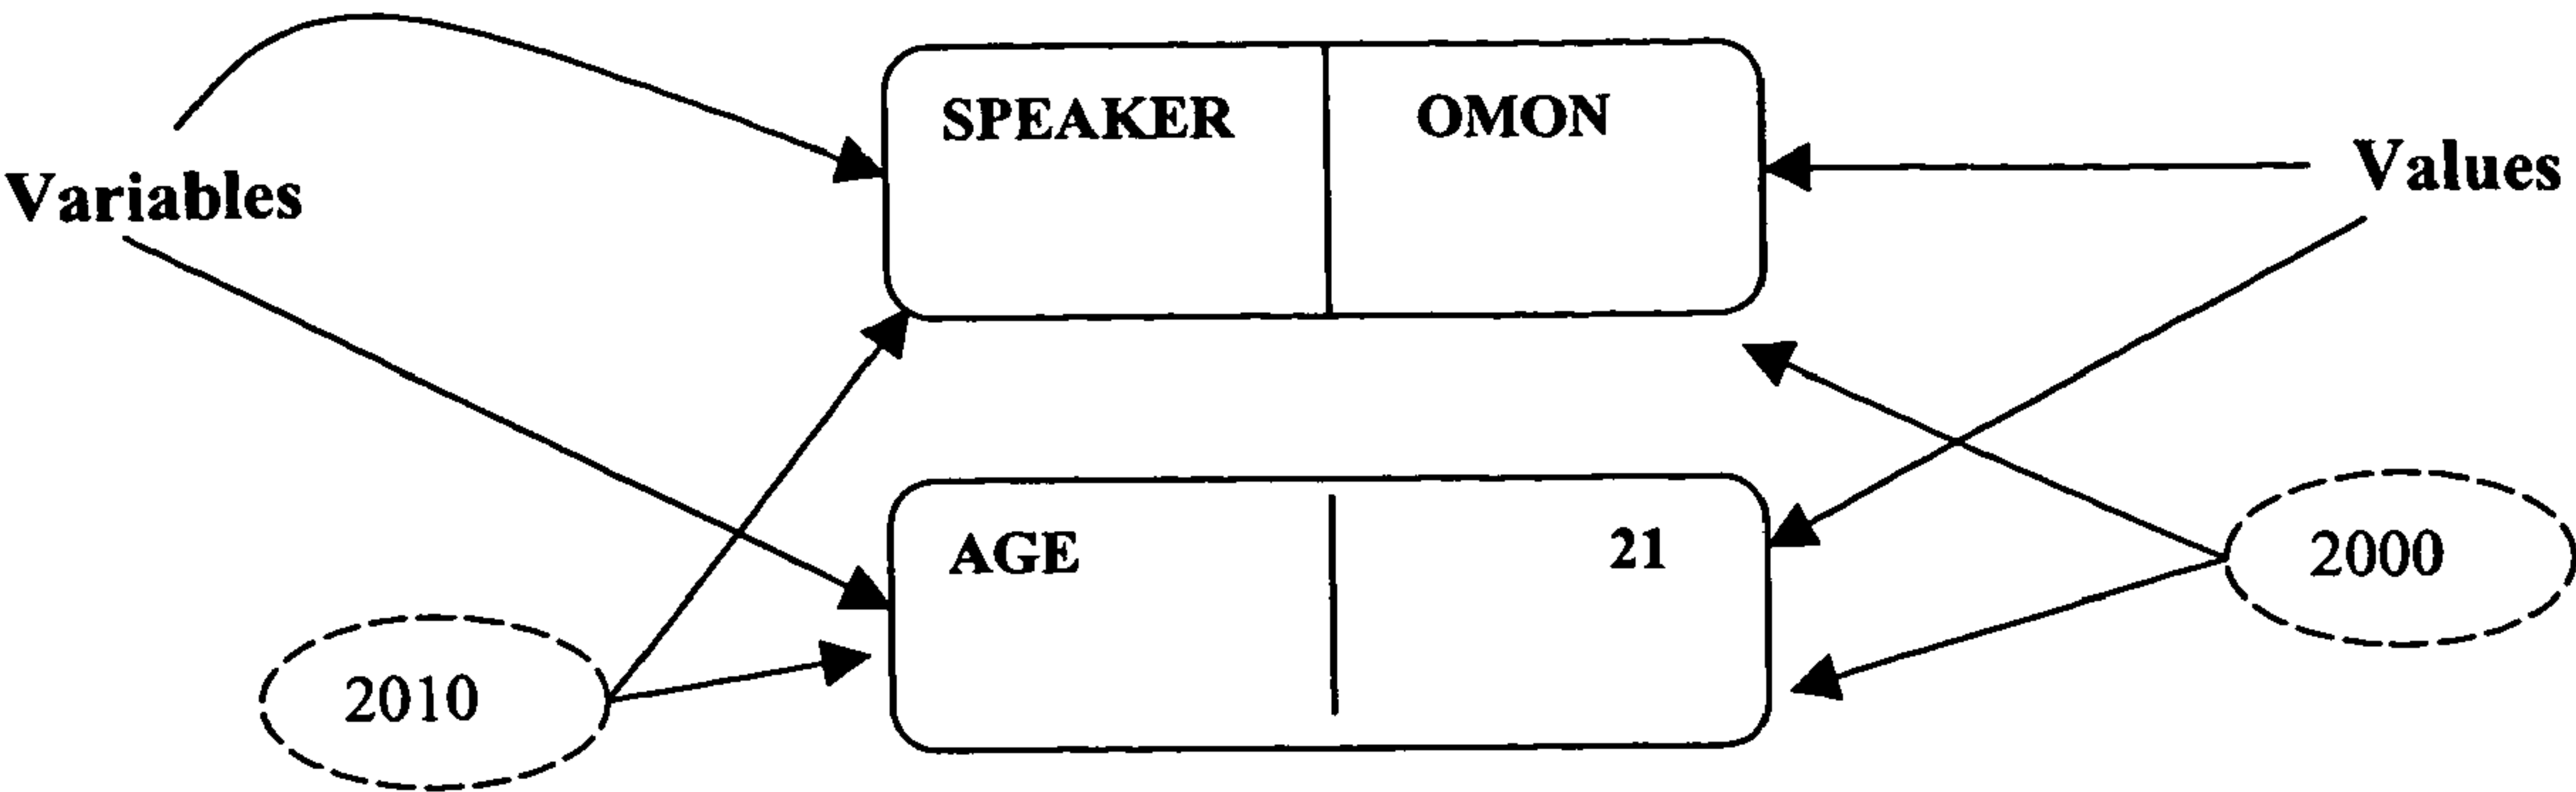 SPEAKER OMON
Variables Values
AGE 21
2000
2010